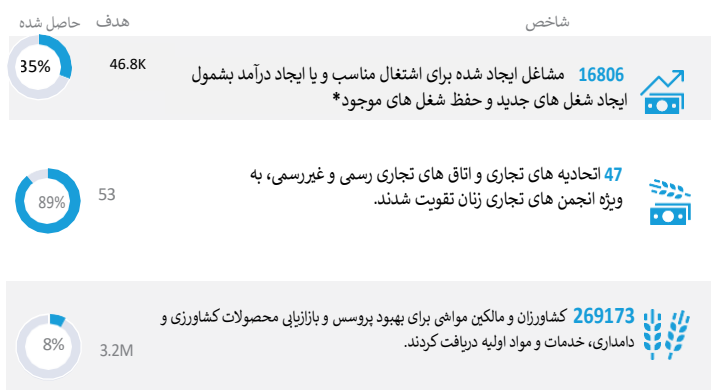 شاخص هدف حاصل شده
16806 مشاغل ایجاد شده برای اشتغال مناسب و یا ایجاد درآمد بشمول
ایجاد شغل های جدید و حفظ شغل های موجود*
46.8K
35%
47 اتحادیه های تجاری و اتاق های تجاری رسمی و غیررسمی، به
ویژه انجمن های تجاری زنان تقویت شدند.
53
89%
269173 کشاورزان و مالکین مواشی برای بهبود پروسس و بازاریابی محصولات کشاورزی و
دامداری، خدمات و مواد اولیه دریافت کردند.
3.2M
8%